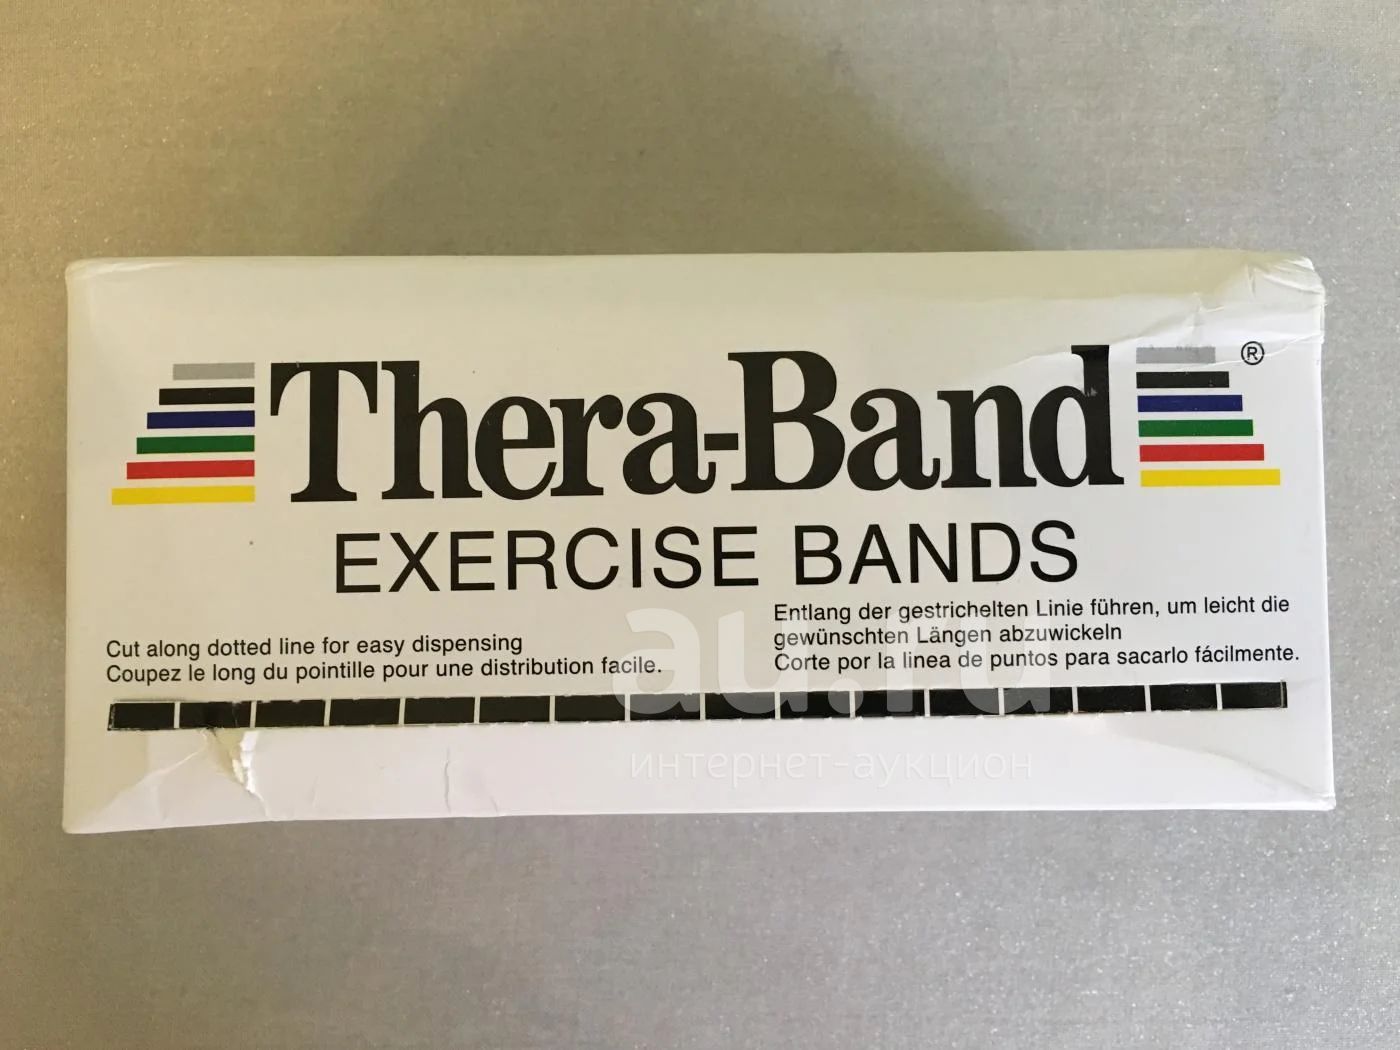 Thera-Band ®
EXERCISE BANDS
Cut along dotted line for easy dispensing
Coupez le long du pointille pour une distribution facile.
Entlang der gestrichelten Linie führen, um leicht die
gewünschten Längen abzuwickeln
Corte por la linea de puntos para sacarlo fácilmente.
au.ru
интернет-аукцион